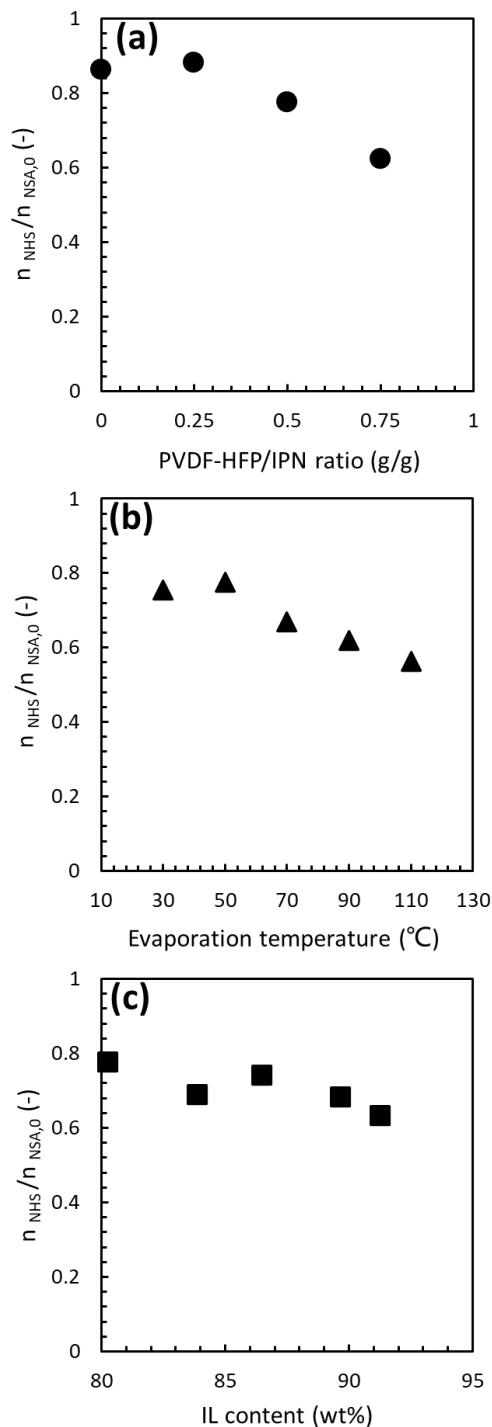 (a)
1
0.8
0.6
0.4
0.2
0
n NHS/n NSA,0 (-)
0 0.25 0.5 0.75 1
PVDF-HFP/IPN ratio (g/g)
(b)
1
0.8
0.6
0.4
0.2
0
n NHS/n NSA,0 (-)
10 30 50 70 90 110 130
Evaporation temperature (℃)
(c)
1
0.8
0.6
0.4
0.2
0
n NHS/n NSA,0 (-)
80 85 90 95
IL content (wt%)